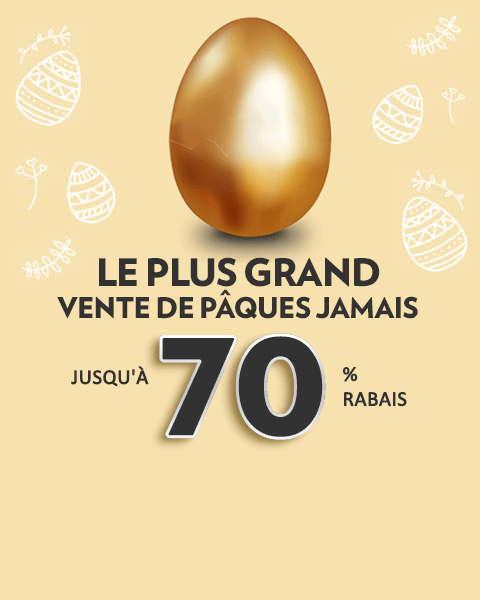 LE PLUS GRAND
VENTE DE PÂQUES JAMAIS
JUSQU'À 70 %
RABAIS